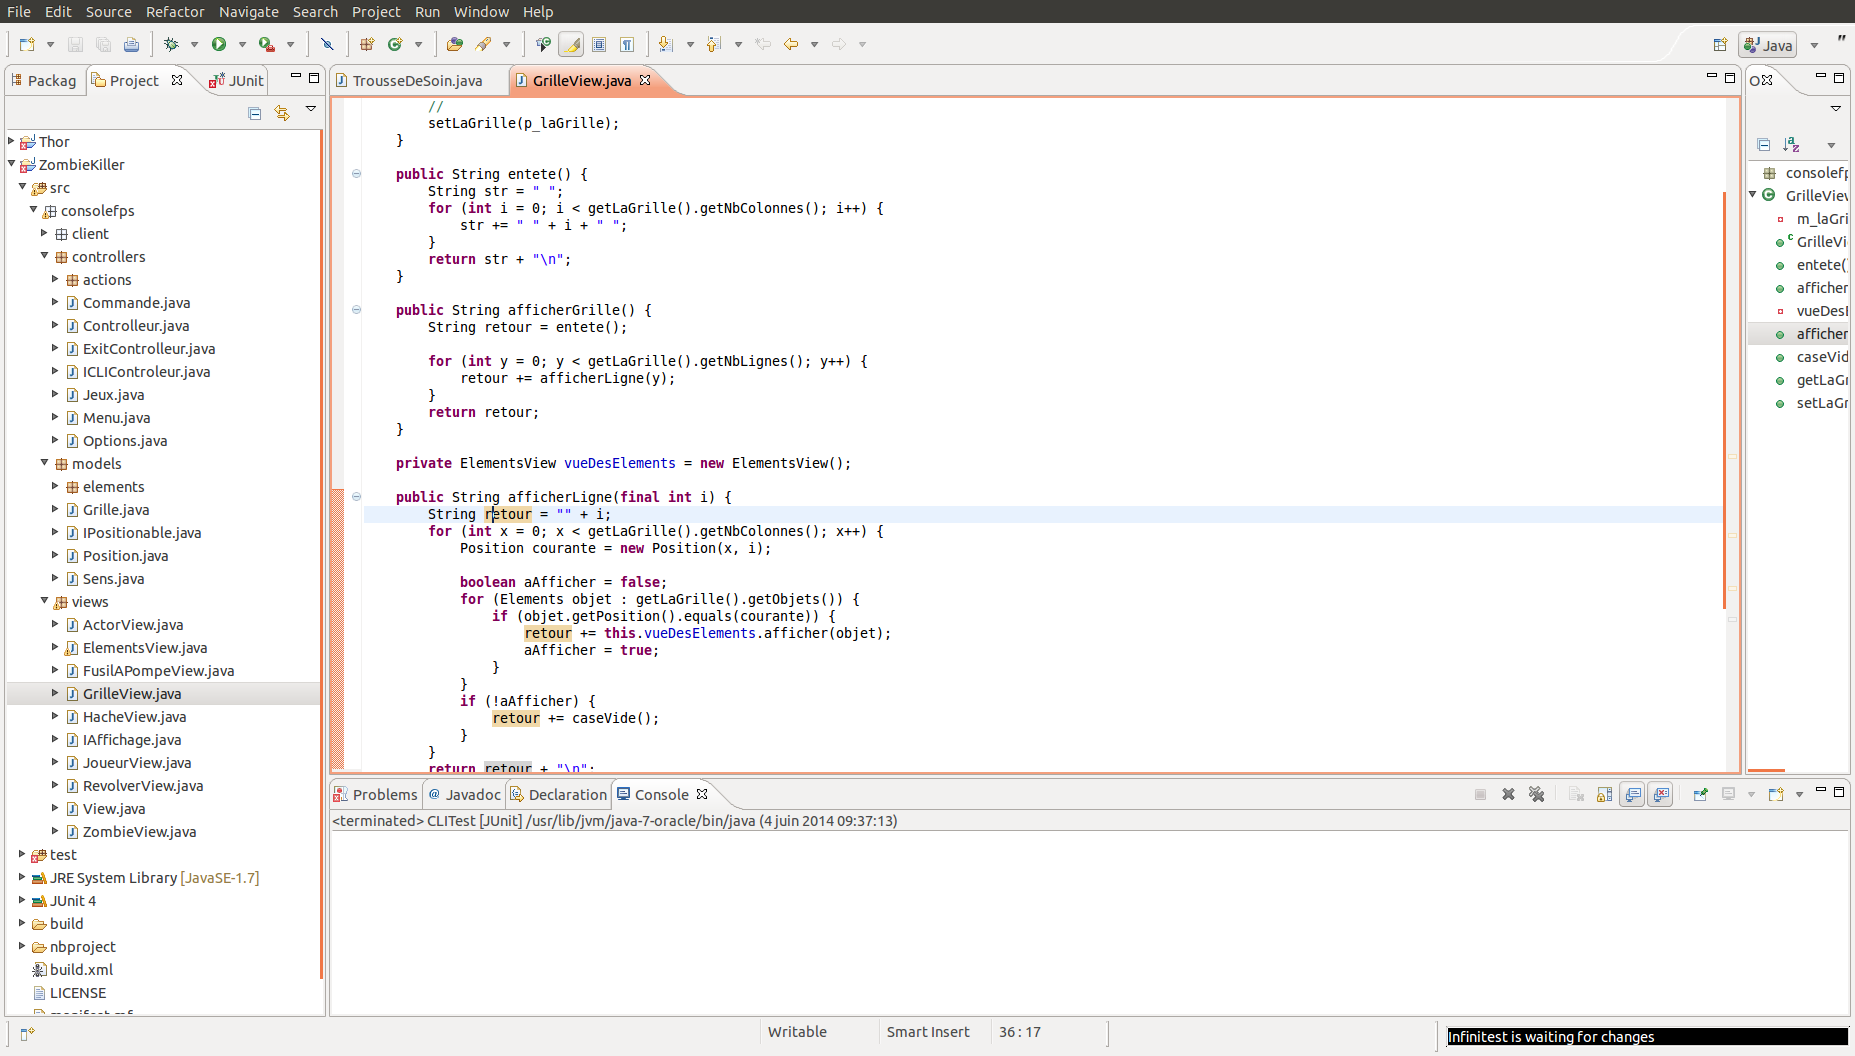 File Edit Source Refactor Navigate Search Project Run Window Help
Java
Packag
Project
JUnit
Thor
ZombieKiller
src
consolefps
client
controllers
actions
Commande.java
Controlleur.java
ExitControlleur.java
ICLIControleur.java
Jeux.java
Menu.java
Options.java
models
elements
Grille.java
IPositionable.java
Position.java
Sens.java
views
ActorView.java
ElementsView.java
FusilAPompeView.java
GrilleView.java
HacheView.java
IAffichage.java
JoueurView.java
RevolverView.java
View.java
ZombieView.java
test
JRE System Library [JavaSE-1.7]
JUnit 4
build
nbproject
build.xml
LICENSE
TrousseDeSoin.java
GrilleView.java
//
setLaGrille(p_laGrille);
}
public String entete() {
String str = " ";
for (int i = 0; i < getLaGrille().getNbColonnes(); i++) {
str += " " + i + " ";
}
return str + "\n";
}
public String afficherGrille() {
String retour = entete();
for (int y = 0; y < getLaGrille().getNbLignes(); y++) {
retour += afficherLigne(y);
}
return retour;
}
private ElementsView vueDesElements = new ElementsView();
public String afficherLigne(final int i) {
String retour = "" + i;
for (int x = 0; x < getLaGrille().getNbColonnes(); x++) {
Position courante = new Position(x, i);
boolean aAfficher = false;
for (Elements objet : getLaGrille().getObjets()) {
if (objet.getPosition().equals(courante)) {
retour += this.vueDesElements.afficher(objet);
aAfficher = true;
}
}
if (!aAfficher) {
retour += caseVide();
}
}
return retour + "\n";
O
consolefp
GrilleView
m_laGri
GrilleVi
entete()
afficher
vueDesE
afficher
caseVid
getLaGr
setLaGr
Problems
@ Javadoc
Declaration
Console
<terminated> CLITest [JUnit] /usr/lib/jvm/java-7-oracle/bin/java (4 juin 2014 09:37:13)
Writable
Smart Insert
36 : 17
Infinitest is waiting for changes